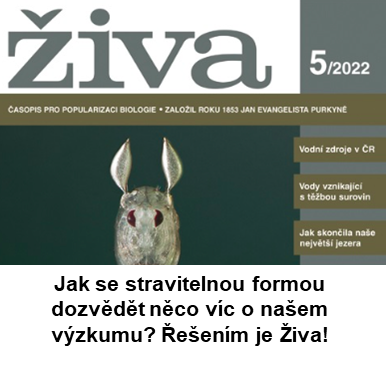 živa
5/2022
ČASOPIS PRO POPULARIZACI BIOLOGIE • ZALOŽIL ROKU 1853 JAN EVANGELISTA PURKYNĚ
Vodní zdroje v ČR
Vody vznikající
s těžbou surovin
Jak skončila naše
největší jezera
Jak se stravitelnou formou
dozvědět něco víc o našem
výzkumu? Řešením je Živa!